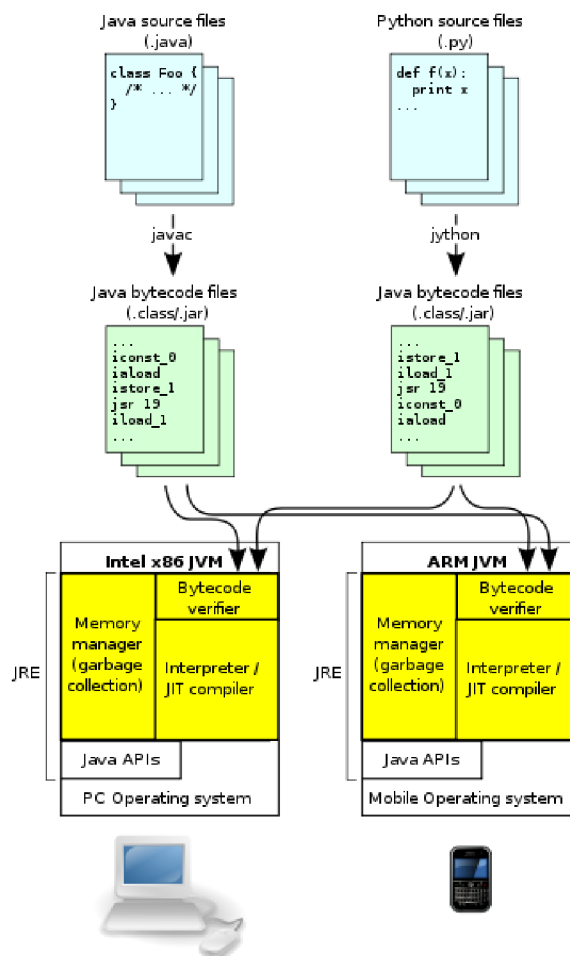 Java source files
(.java)
class Foo {
/* ... */
}
Python source files
(.py)
def f(x):
print x
...
javac
jython
Java bytecode files
(.class/.jar)
...
iconst_0
iaload
istore_1
jsr 19
iload_1
...
Java bytecode files
(.class/.jar)
...
istore_1
iload_1
jsr 19
iconst_0
iaload
...
Intel x86 JVM
JRE
Memory
manager
(garbage
collection)
Bytecode
verifier
Interpreter /
JIT compiler
Java APIs
PC Operating system
ARM JVM
JRE
Memory
manager
(garbage
collection)
Bytecode
verifier
Interpreter /
JIT compiler
Java APIs
Mobile Operating system